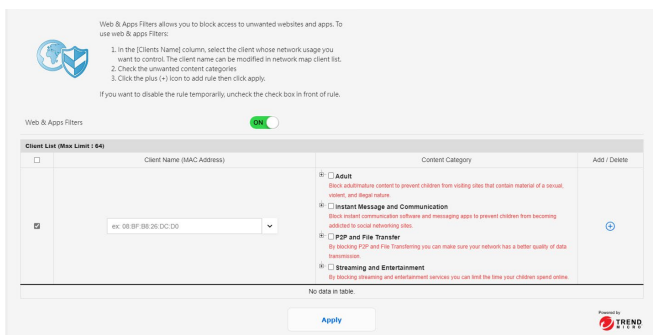 Web & Apps Filters allows you to block access to unwanted websites and apps. To
use web & apps Filters:
1. In the [Clients Name] column, select the client whose network usage you
want to control. The client name can be modified in network map client list.
2. Check the unwanted content categories
3. Click the plus (+) icon to add rule then click apply.
If you want to disable the rule temporarily, uncheck the check box in front of rule.
Web & Apps Filters
ON
Client List (Max Limit : 64)
Client Name (MAC Address)
Content Category
Add / Delete
Adult
Block adult/mature content to prevent children from visiting sites that contain material of a sexual,
violent, and illegal nature.
Instant Message and Communication
Block instant communication software and messaging apps to prevent children from becoming
addicted to social networking sites.
ex: 08:BF:B8:26:DC:D0
P2P and File Transfer
By blocking P2P and File Transferring you can make sure your network has a better quality of data
transmission.
Streaming and Entertainment
By blocking streaming and entertainment services you can limit the time your children spend online.
No data in table.
Apply
Powered by
TREND
MICRO